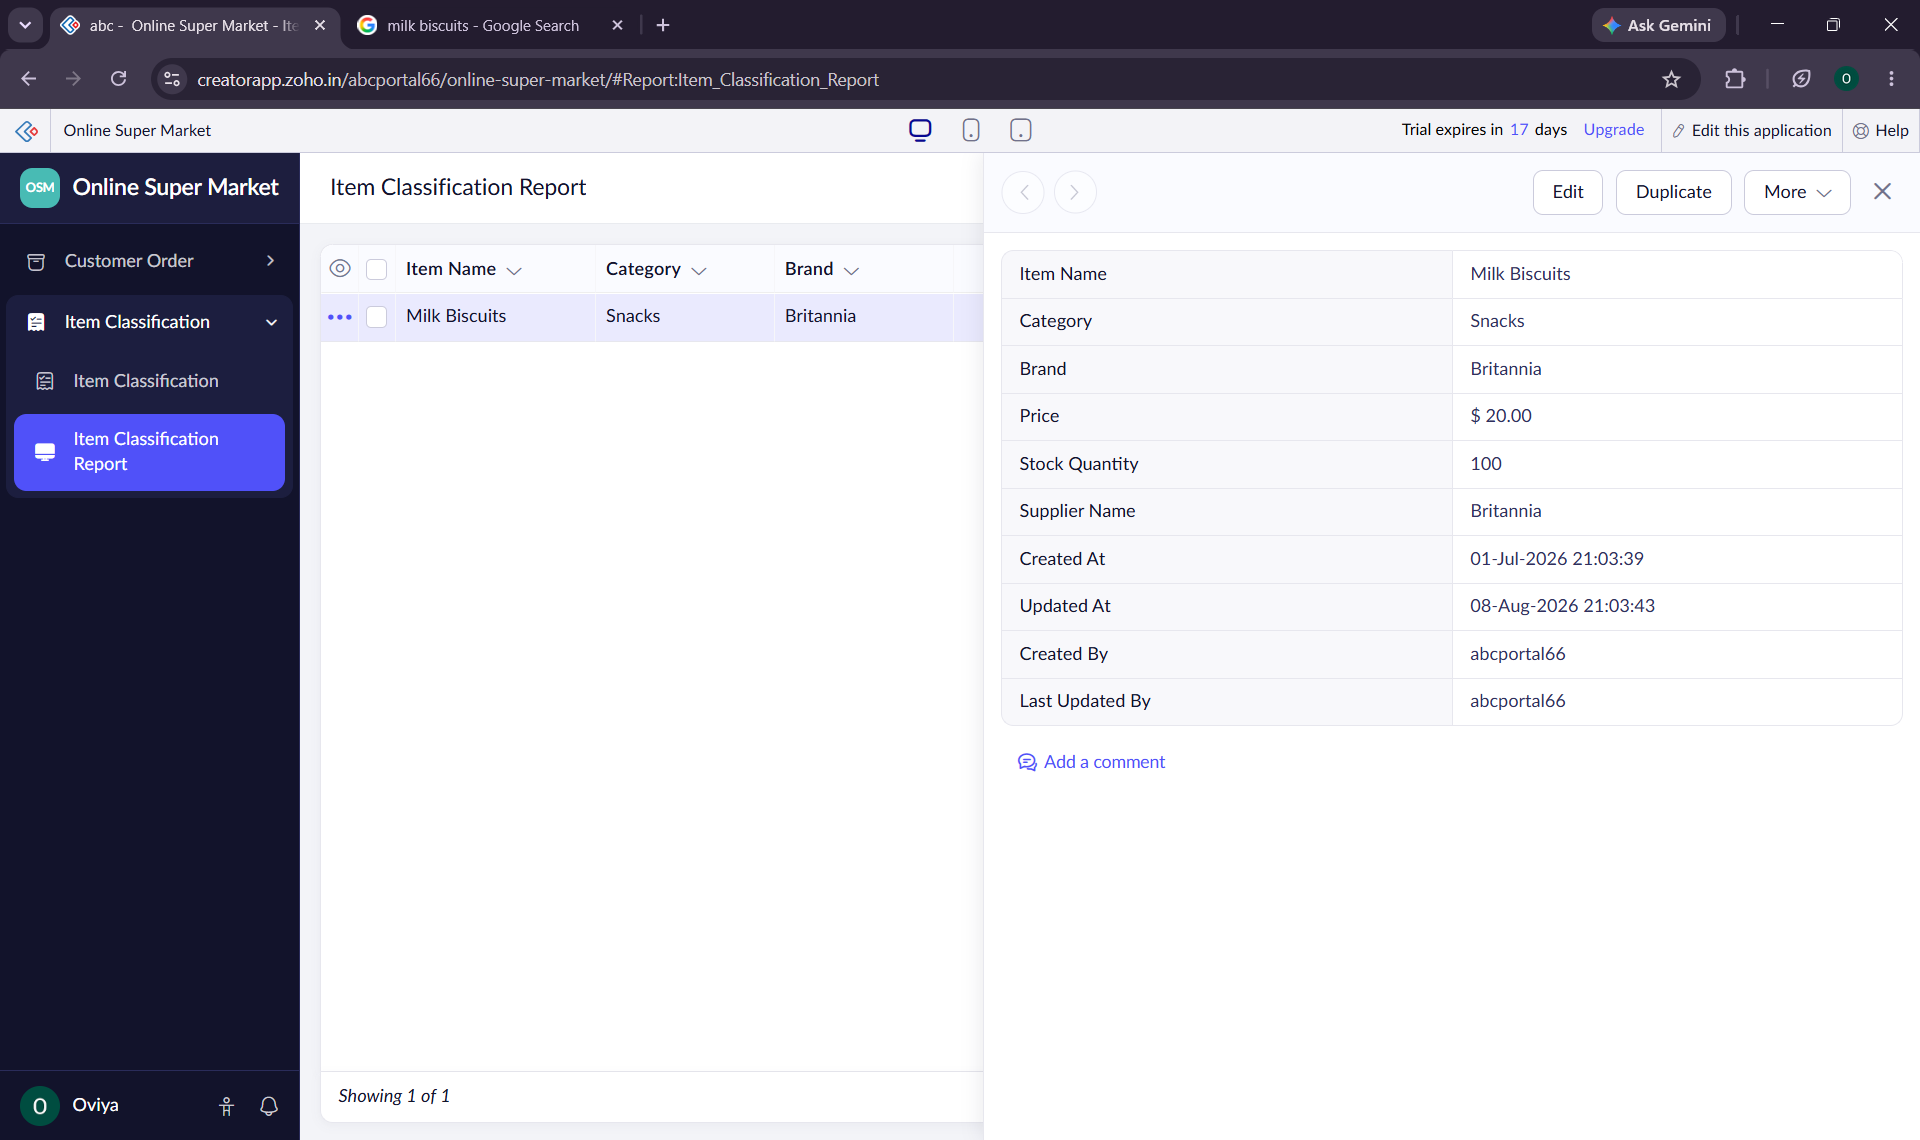 abc - Online Super Market - Ite
milk biscuits - Google Search
Ask Gemini
creatorapp.zoho.in/abcportal66/online-super-market/#Report:Item_Classification_Report
O
Online Super Market
Trial expires in 17 days Upgrade
Edit this application
Help
OSM Online Super Market
Customer Order
Item Classification
Item Classification
Item Classification
Report
O Oviya
Item Classification Report
Item Name Category Brand
Milk Biscuits Snacks Britannia
Showing 1 of 1
Edit Duplicate More
Item Name Milk Biscuits
Category Snacks
Brand Britannia
Price $ 20.00
Stock Quantity 100
Supplier Name Britannia
Created At 01-Jul-2026 21:03:39
Updated At 08-Aug-2026 21:03:43
Created By abcportal66
Last Updated By abcportal66
Add a comment